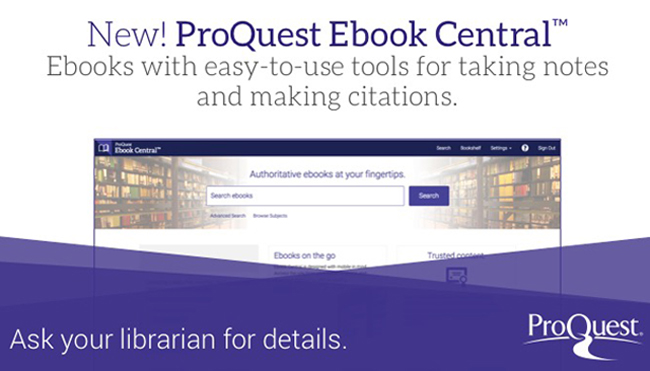 New! ProQuest Ebook Central™
Ebooks with easy-to-use tools for taking notes
and making citations.
ProQuest
Ebook Central™
Search Bookshelf Settings ? Sign Out
Authoritative ebooks at your fingertips.
Search ebooks Search
Advanced Search Browse Subjects
Ebooks on the go Trusted content
Ask your librarian for details.
ProQuest®